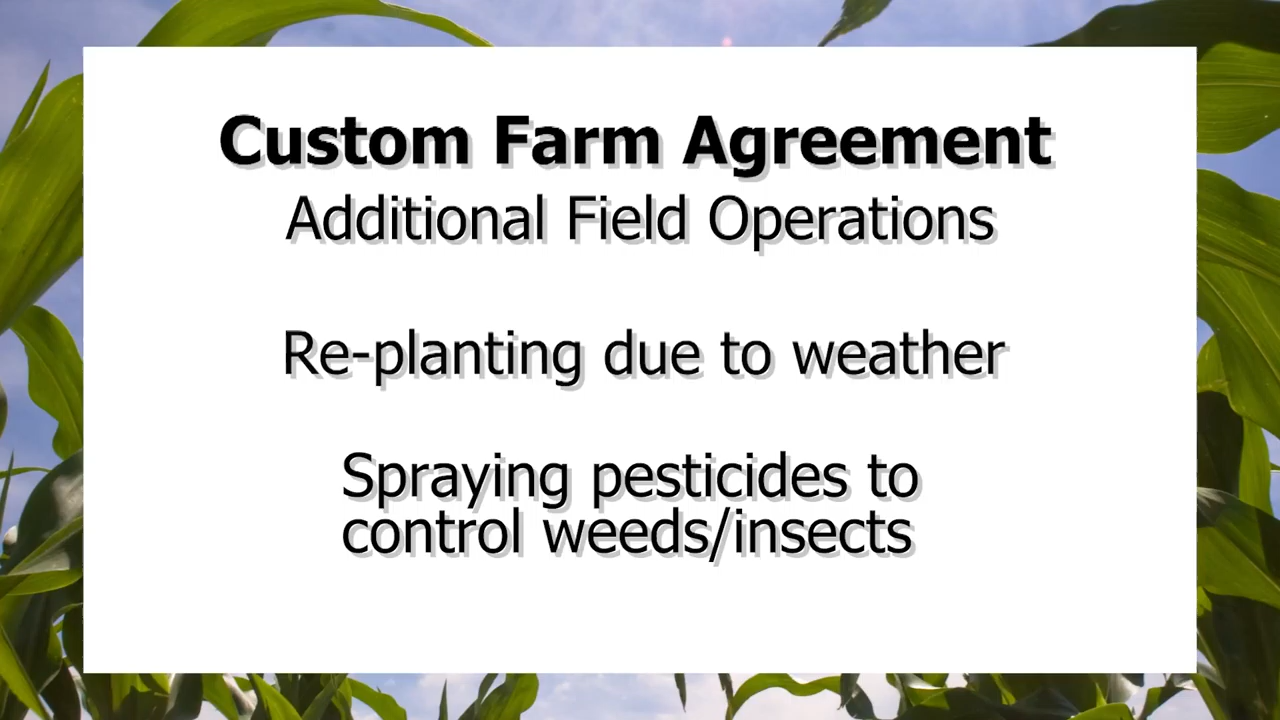 Custom Farm Agreement
Additional Field Operations
Re-planting due to weather
Spraying pesticides to
control weeds/insects